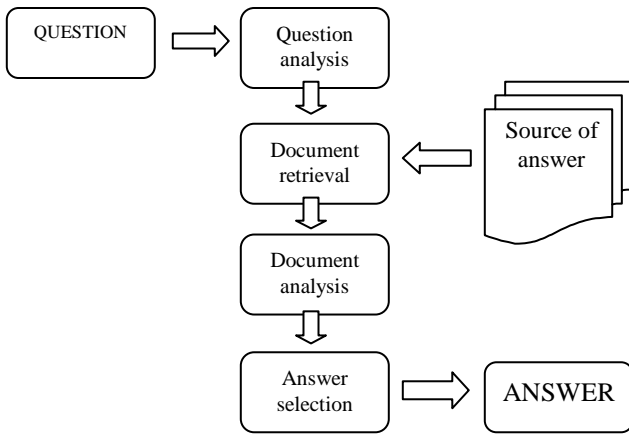 QUESTION
Question
analysis
Source of
answer
Document
retrieval
Document
analysis
Answer
selection
ANSWER